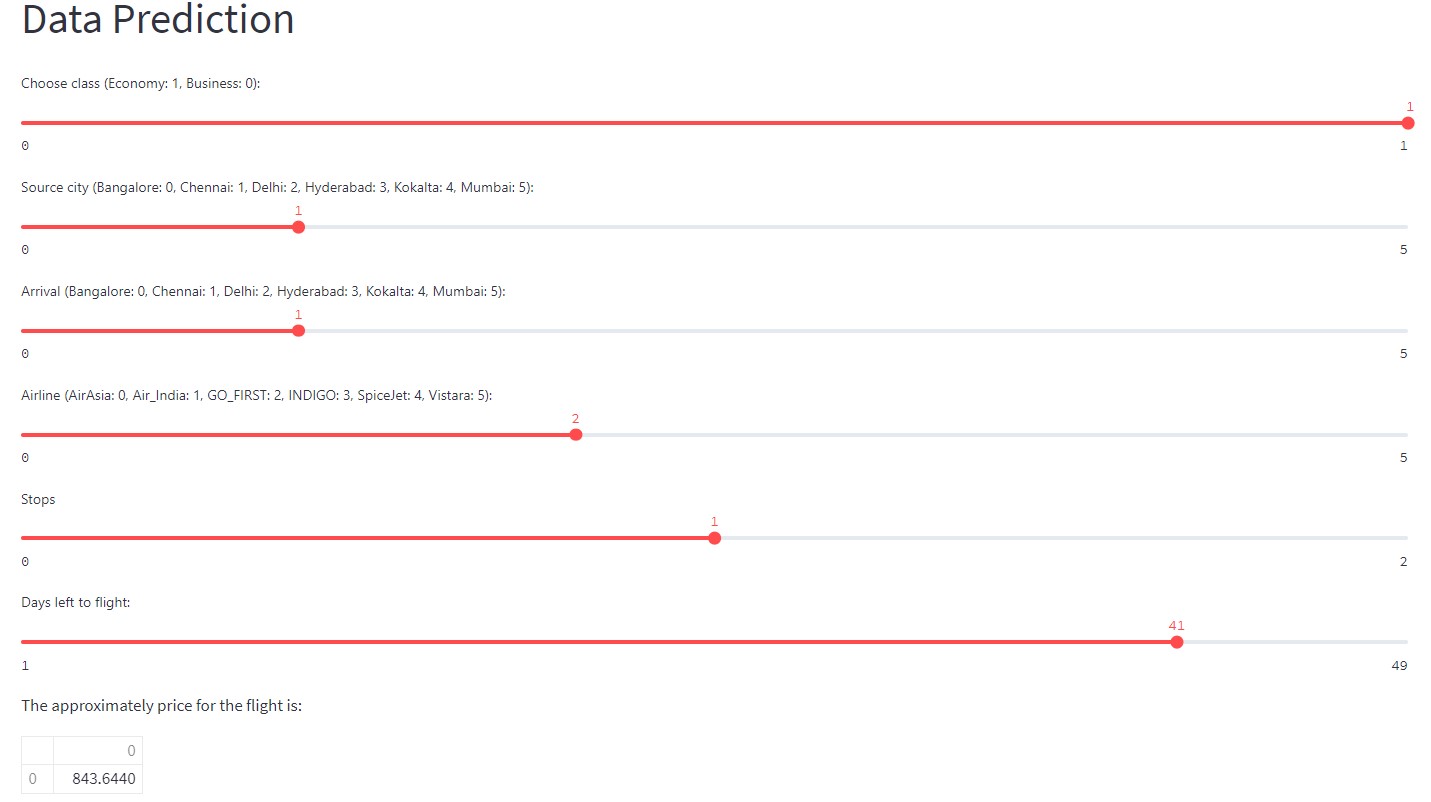 Data Prediction
Choose class (Economy: 1, Business: 0):
1
0 1
Source city (Bangalore: 0, Chennai: 1, Delhi: 2, Hyderabad: 3, Kokalta: 4, Mumbai: 5):
1
0 5
Arrival (Bangalore: 0, Chennai: 1, Delhi: 2, Hyderabad: 3, Kokalta: 4, Mumbai: 5):
1
0 5
Airline (AirAsia: 0, Air_India: 1, GO_FIRST: 2, INDIGO: 3, SpiceJet: 4, Vistara: 5):
2
0 5
Stops
1
0 2
Days left to flight:
41
1 49
The approximately price for the flight is:
0
0 843.6440